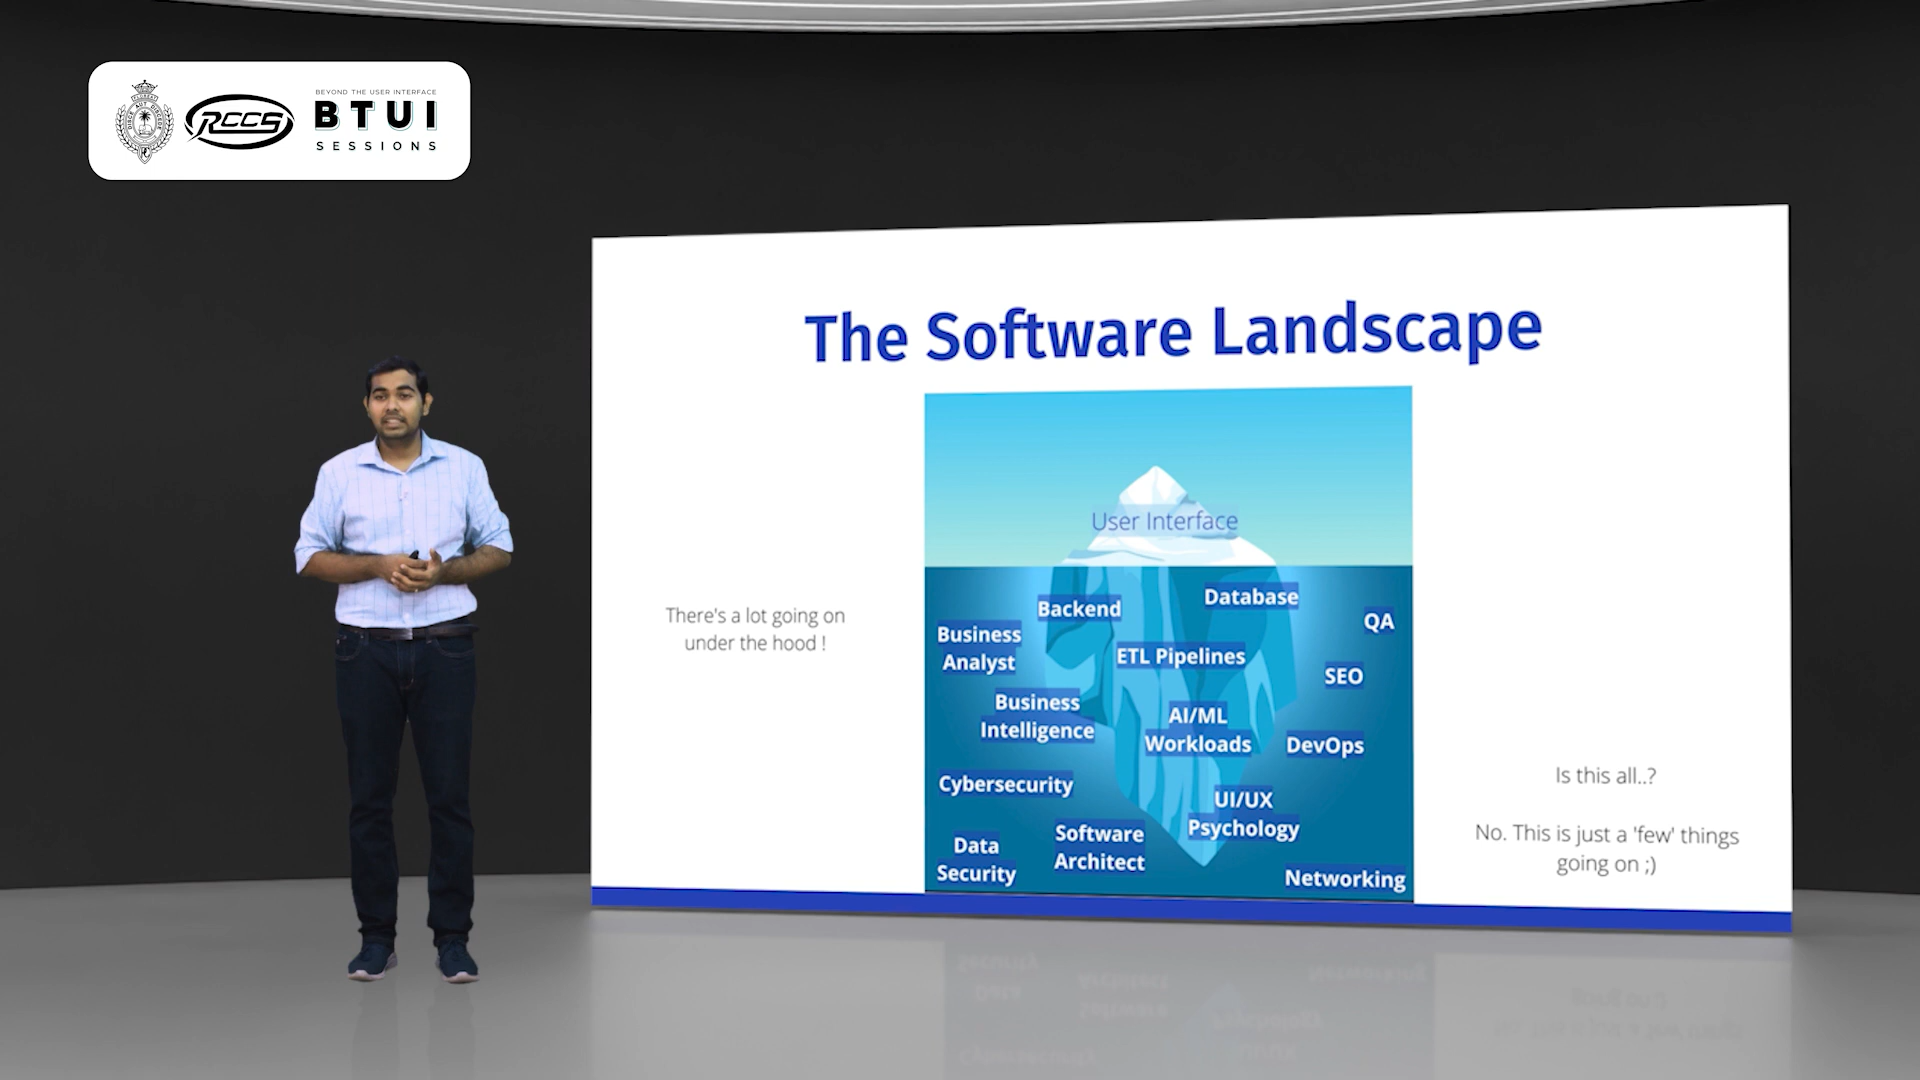 BEYOND THE USER INTERFACE
RCCS
BTUI
SESSIONS
The Software Landscape
User Interface
There's a lot going on
under the hood !
Backend
Database
QA
Business
Analyst
ETL Pipelines
SEO
Business
Intelligence
AI/ML
Workloads
DevOps
Cybersecurity
UI/UX
Psychology
Software
Architect
Data
Security
Networking
Is this all..?
No. This is just a 'few' things
going on ;)